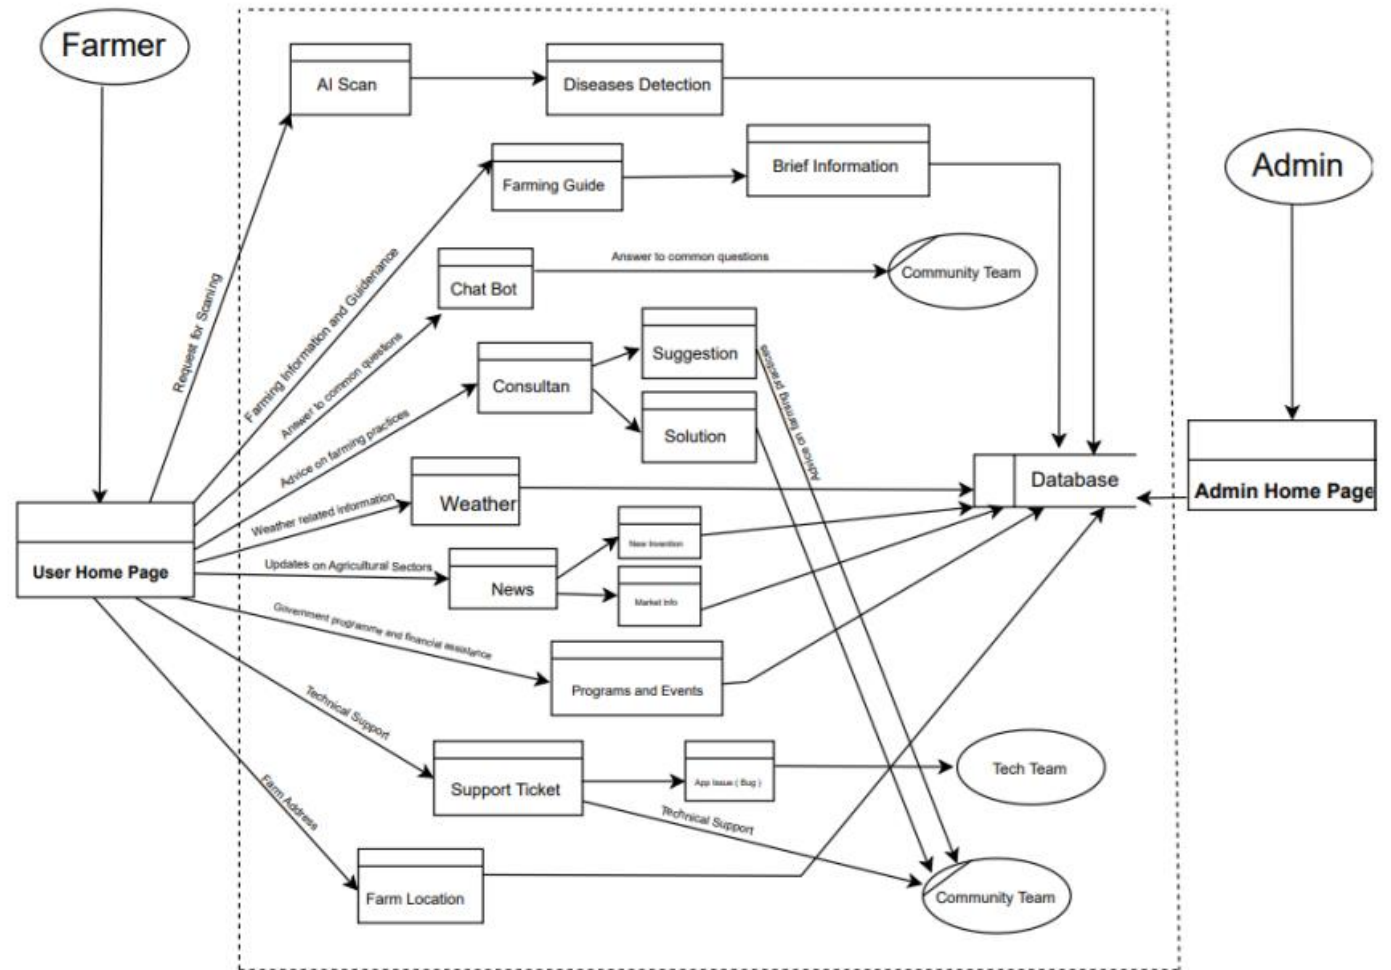 Farmer
AI Scan
Diseases Detection
Farming Guide
Brief Information
Admin
Request for Scaning
Farming Information and Guidenance
Chat Bot
Answer to common questions
Community Team
Answer to common questions
Consultan
Suggestion
Solution
Advice on farming practices
Advice on farming practices
Weather related information
Weather
Database
Admin Home Page
User Home Page
Updates on Agricultural Sectors
News
New Invention
Market Info
Government programme and financial assistance
Programs and Events
Technical Support
Support Ticket
App Issue ( Bug )
Tech Team
Technical Support
Farm Address
Farm Location
Community Team